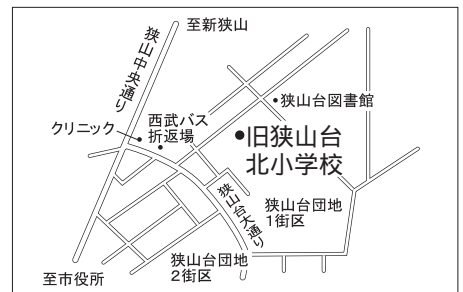 至新狭山
狭山中央通り
狭山台図書館
西武バス
折返場
クリニック
旧狭山台
北小学校
狭山台大通り
狭山台団地
1街区
狭山台団地
2街区
至市役所